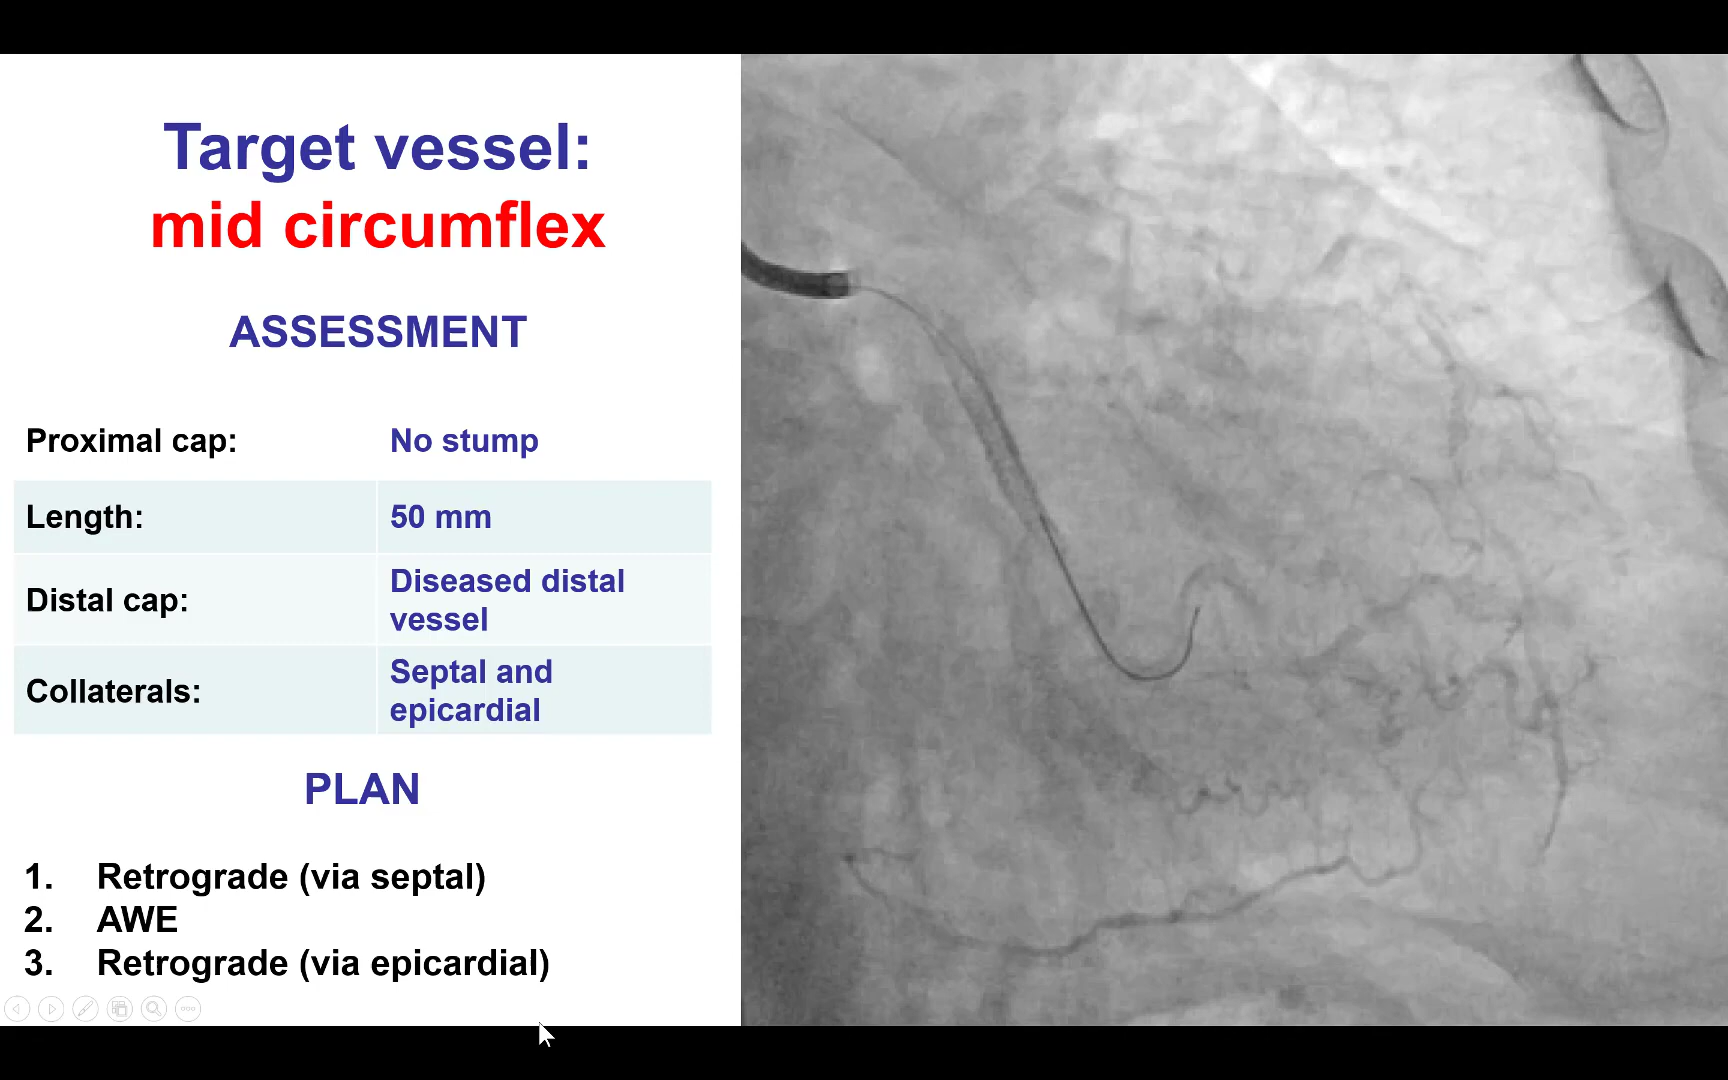 Target vessel:
mid circumflex
ASSESSMENT
Proximal cap: No stump
Length: 50 mm
Distal cap: Diseased distal
vessel
Collaterals: Septal and
epicardial
PLAN
1. Retrograde (via septal)
2. AWE
3. Retrograde (via epicardial)